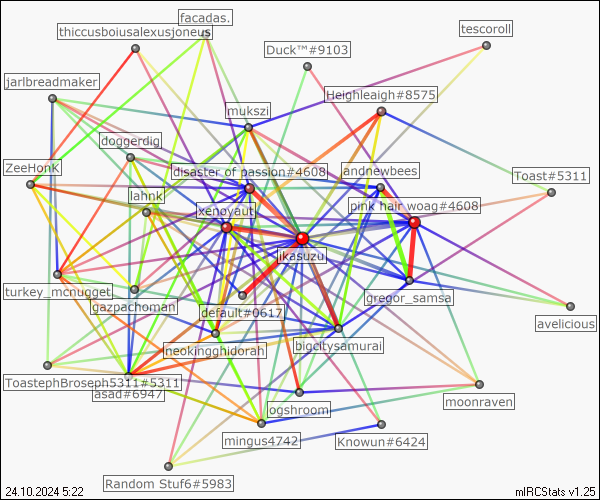 facadas.
thiccusboiusalexusjoneus
tescoroll
Duck™#9103
jarlbreadmaker
Heighleigh#8575
mukszi
doggerdig
ZeeHonK
disaster of passion#4608
andnewbees
Toast#5311
lahnk
xenoyaut
pink hair woag#4608
ikasuzu
turkey_mcnugget
gazpachoman
default#0617
gregor_samsa
avelicious
neokingghidorah
bigcitysamurai
ToastephBroseph5311#5311
asad#6947
moonraven
ogshroom
mingus4742
Knowun#6424
Random Stuf6#5983
24.10.2024 5:22
mIRCStats v1.25